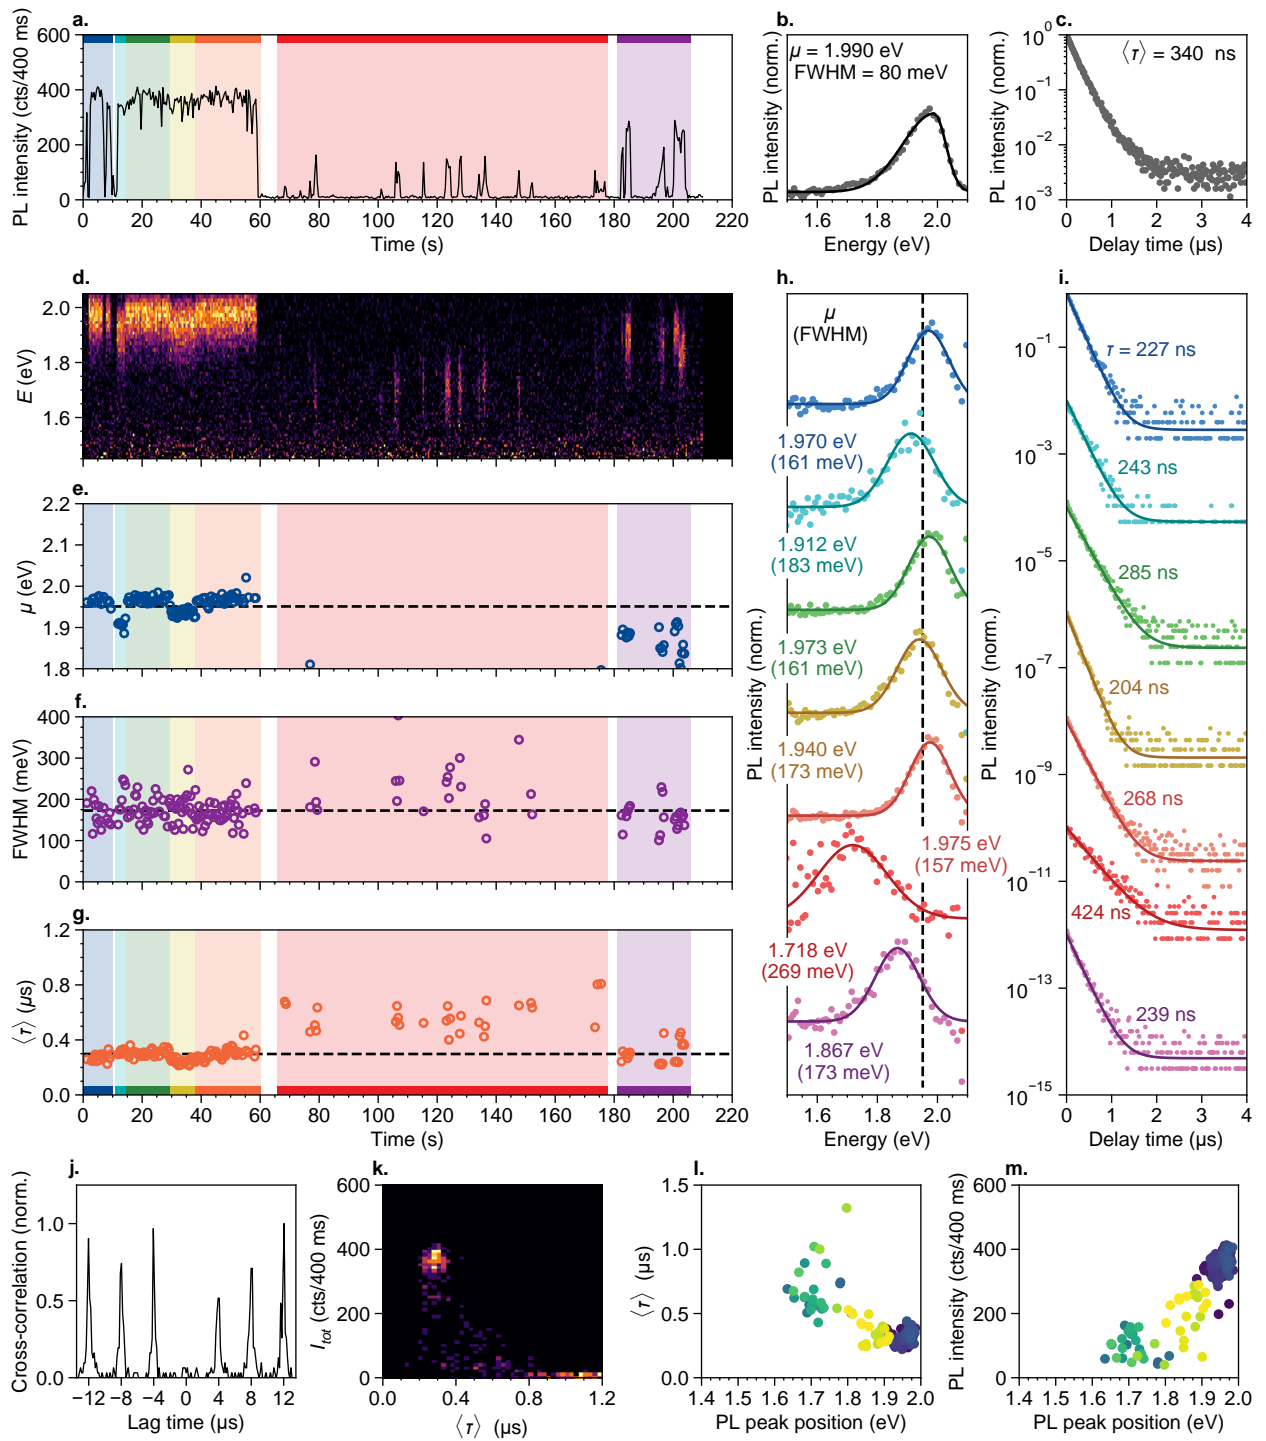 a.
PL intensity (cts/400 ms)
600
400
200
0
0 20 40 60 80 100 120 140 160 180 200 220
Time (s)
b.
PL intensity (norm.)
μ = 1.990 eV
FWHM = 80 meV
1.6 1.8 2.0
Energy (eV)
c.
PL intensity (norm.)
⟨τ⟩ = 340 ns
10⁰
10⁻¹
10⁻²
10⁻³
0 1 2 3 4
Delay time (μs)
d.
E (eV)
2.0
1.8
1.6
e.
μ (eV)
2.2
2.1
2.0
1.9
1.8
f.
FWHM (meV)
400
300
200
100
0
g.
⟨τ⟩ (μs)
1.2
0.8
0.4
0.0
0 20 40 60 80 100 120 140 160 180 200 220
Time (s)
h.
PL intensity (norm.)
μ
(FWHM)
1.970 eV
(161 meV)
1.912 eV
(183 meV)
1.973 eV
(161 meV)
1.940 eV
(173 meV)
1.975 eV
(157 meV)
1.718 eV
(269 meV)
1.867 eV
(173 meV)
1.6 1.8 2.0
Energy (eV)
i.
PL intensity (norm.)
10⁻¹
10⁻³
10⁻⁵
10⁻⁷
10⁻⁹
10⁻¹¹
10⁻¹³
10⁻¹⁵
τ = 227 ns
243 ns
285 ns
204 ns
268 ns
424 ns
239 ns
0 1 2 3 4
Delay time (μs)
j.
Cross-correlation (norm.)
1.0
0.5
0.0
−12 −8 −4 0 4 8 12
Lag time (μs)
k.
I_tot (cts/400 ms)
600
400
200
0
0.0 0.4 0.8 1.2
⟨τ⟩ (μs)
l.
⟨τ⟩ (μs)
1.5
1.0
0.5
0.0
1.4 1.5 1.6 1.7 1.8 1.9 2.0
PL peak position (eV)
m.
PL intensity (cts/400 ms)
600
500
400
300
200
100
0
1.4 1.5 1.6 1.7 1.8 1.9 2.0
PL peak position (eV)